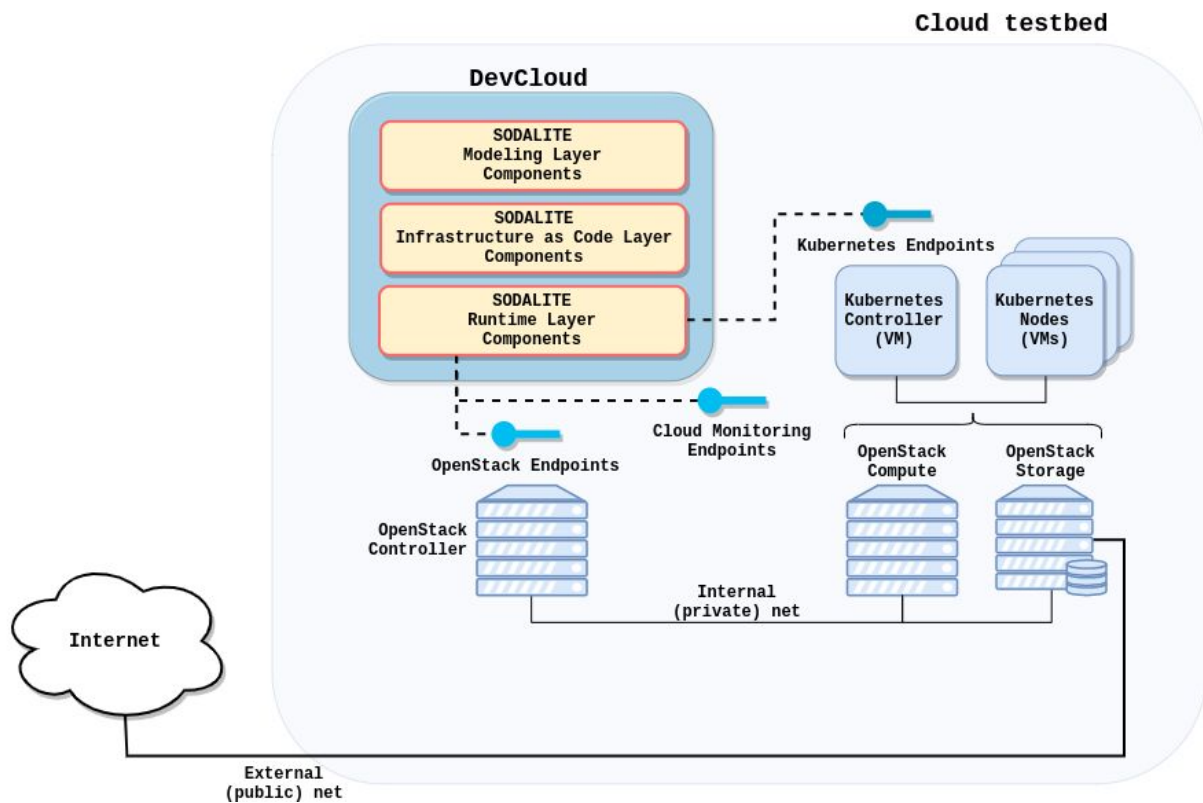 Cloud testbed
DevCloud
SODALITE
Modeling Layer
Components
SODALITE
Infrastructure as Code Layer
Components
SODALITE
Runtime Layer
Components
Kubernetes Endpoints
Kubernetes
Controller
(VM)
Kubernetes
Nodes
(VMs)
Cloud Monitoring
Endpoints
OpenStack Endpoints
OpenStack
Compute
OpenStack
Storage
OpenStack
Controller
Internal
(private) net
Internet
External
(public) net